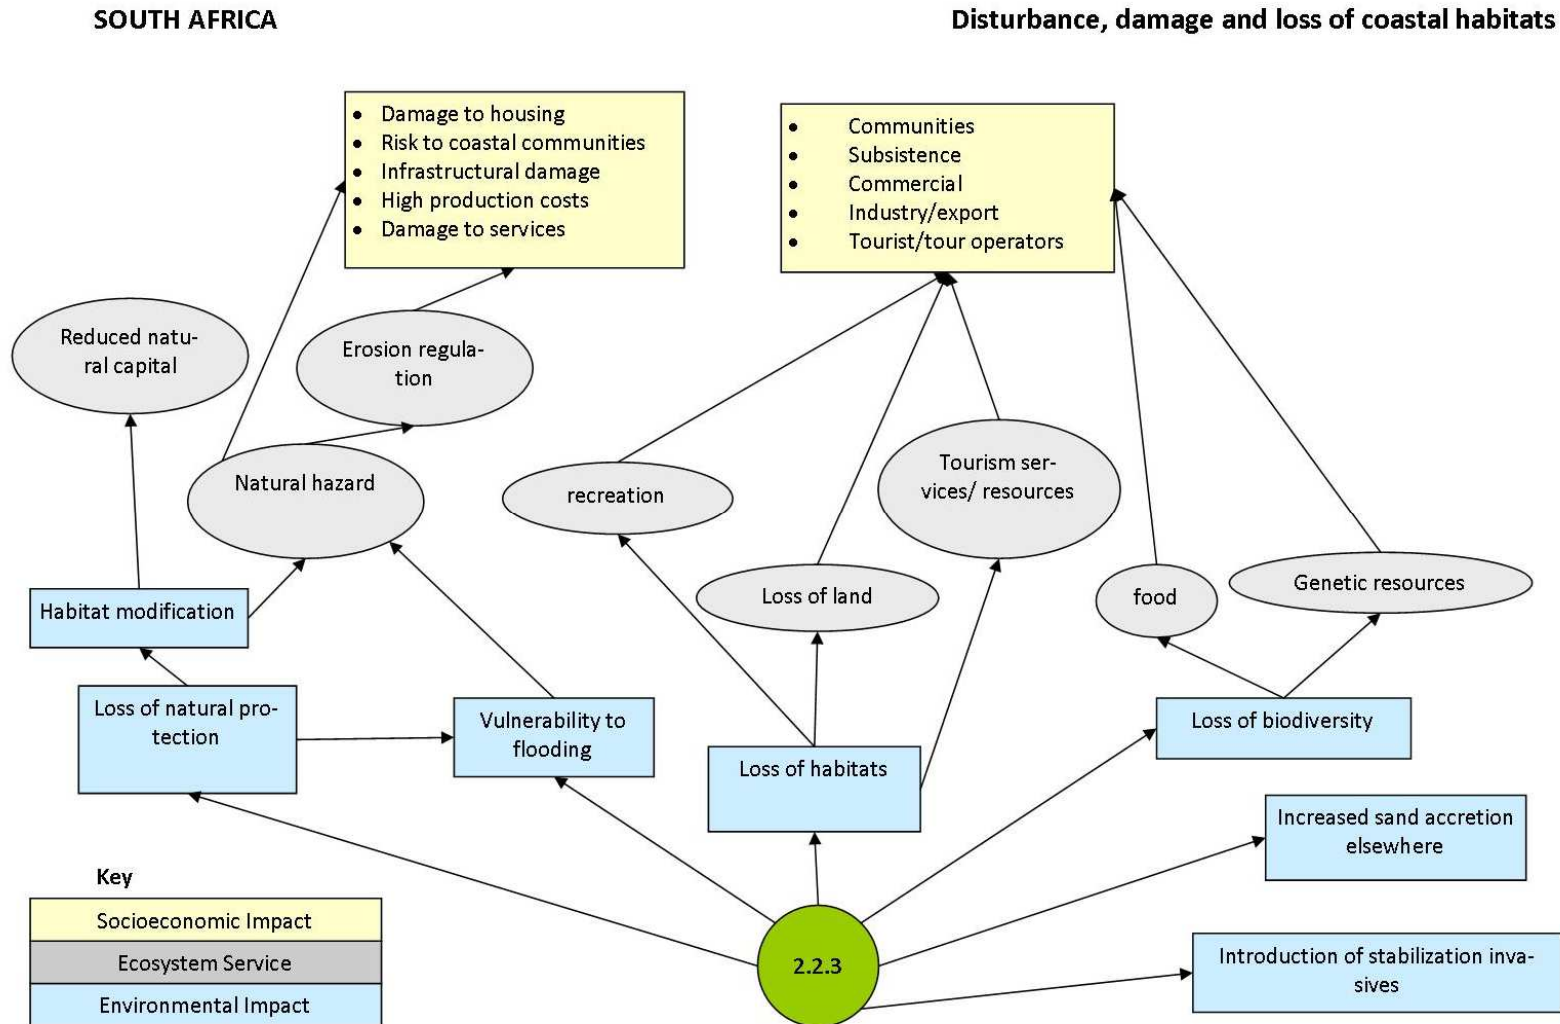 SOUTH AFRICA
Disturbance, damage and loss of coastal habitats
• Damage to housing
• Risk to coastal communities
• Infrastructural damage
• High production costs
• Damage to services
• Communities
• Subsistence
• Commercial
• Industry/export
• Tourist/tour operators
Reduced natu-
ral capital
Erosion regula-
tion
Natural hazard
recreation
Tourism ser-
vices/ resources
Loss of land
food
Genetic resources
Habitat modification
Loss of natural pro-
tection
Vulnerability to
flooding
Loss of habitats
Loss of biodiversity
Increased sand accretion
elsewhere
Introduction of stabilization inva-
sives
2.2.3
Key
Socioeconomic Impact
Ecosystem Service
Environmental Impact